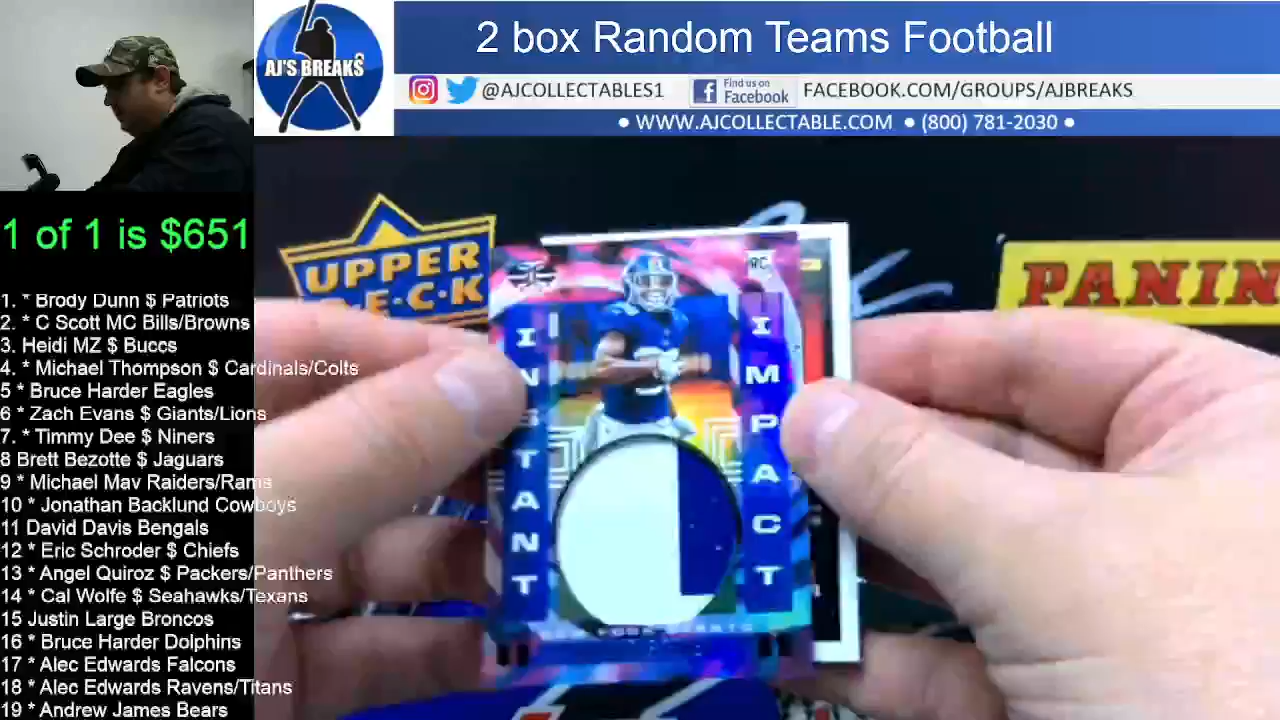 2 box Random Teams Football
AJ'S BREAKS
@AJCOLLECTABLES1
Find us on
Facebook
FACEBOOK.COM/GROUPS/AJBREAKS
● WWW.AJCOLLECTABLE.COM ● (800) 781-2030 ●
1 of 1 is $651
1. * Brody Dunn $ Patriots
2. * C Scott MC Bills/Browns
3. Heidi MZ $ Buccs
4. * Michael Thompson $ Cardinals/Colts
5 * Bruce Harder Eagles
6 * Zach Evans $ Giants/Lions
7. * Timmy Dee $ Niners
8 Brett Bezotte $ Jaguars
9 * Michael Mav Raiders/Rams
10 * Jonathan Backlund Cowboys
11 David Davis Bengals
12 * Eric Schroder $ Chiefs
13 * Angel Quiroz $ Packers/Panthers
14 * Cal Wolfe $ Seahawks/Texans
15 Justin Large Broncos
16 * Bruce Harder Dolphins
17 * Alec Edwards Falcons
18 * Alec Edwards Ravens/Titans
19 * Andrew James Bears
UPPER
D·E·C·K
PANIN
RC
INSTANT
IMPACT